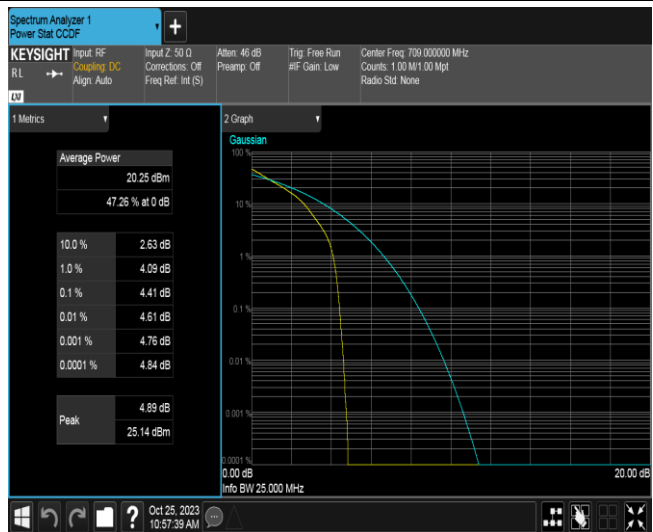 Spectrum Analyzer 1
Power Stat CCDF
+
KEYSIGHT
RL
LXI
Input: RF
Coupling: DC
Align: Auto
Input Z: 50 Ω
Corrections: Off
Freq Ref: Int (S)
Atten: 46 dB
Preamp: Off
Trig: Free Run
#IF Gain: Low
Center Freq: 709.000000 MHz
Counts: 1.00 M/1.00 Mpt
Radio Std: None
1 Metrics
Average Power
20.25 dBm
47.26 % at 0 dB
10.0 % 2.63 dB
1.0 % 4.09 dB
0.1 % 4.41 dB
0.01 % 4.61 dB
0.001 % 4.76 dB
0.0001 % 4.84 dB
Peak
4.89 dB
25.14 dBm
2 Graph
Gaussian
100 %
10 %
1 %
0.1 %
0.01 %
0.001 %
0.0001 %
0.00 dB
20.00 dB
Info BW 25.000 MHz
?
Oct 25, 2023
10:57:39 AM